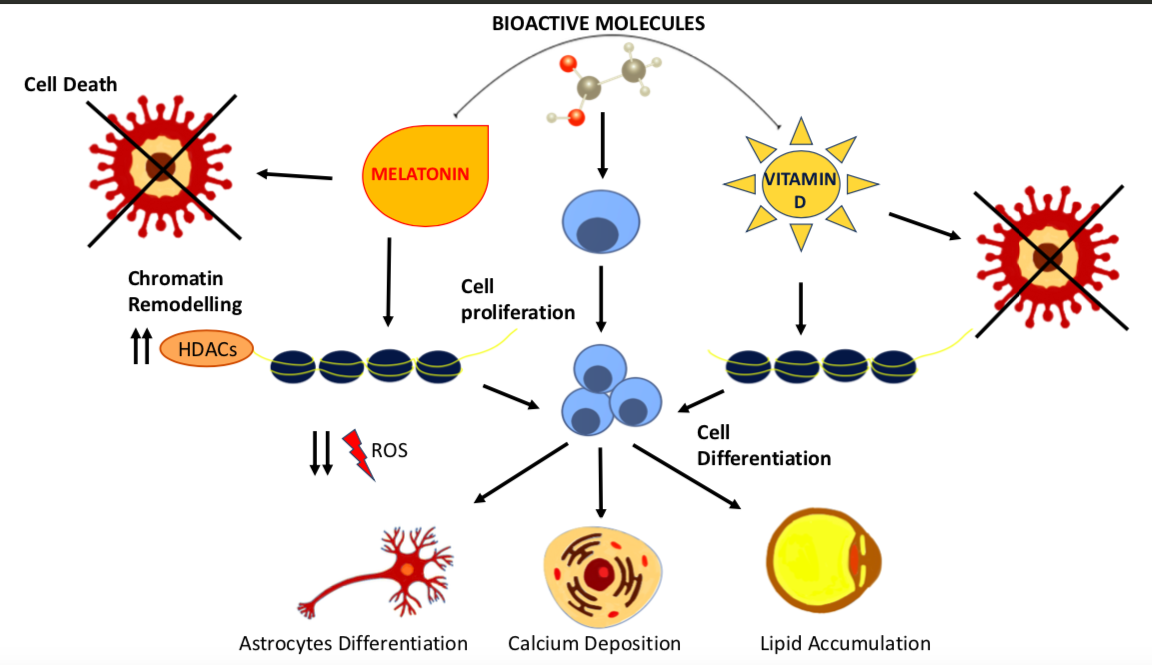 BIOACTIVE MOLECULES
Cell Death
MELATONIN
VITAMIN
D
Chromatin
Remodelling
HDACs
Cell
proliferation
ROS
Cell
Differentiation
Astrocytes Differentiation
Calcium Deposition
Lipid Accumulation